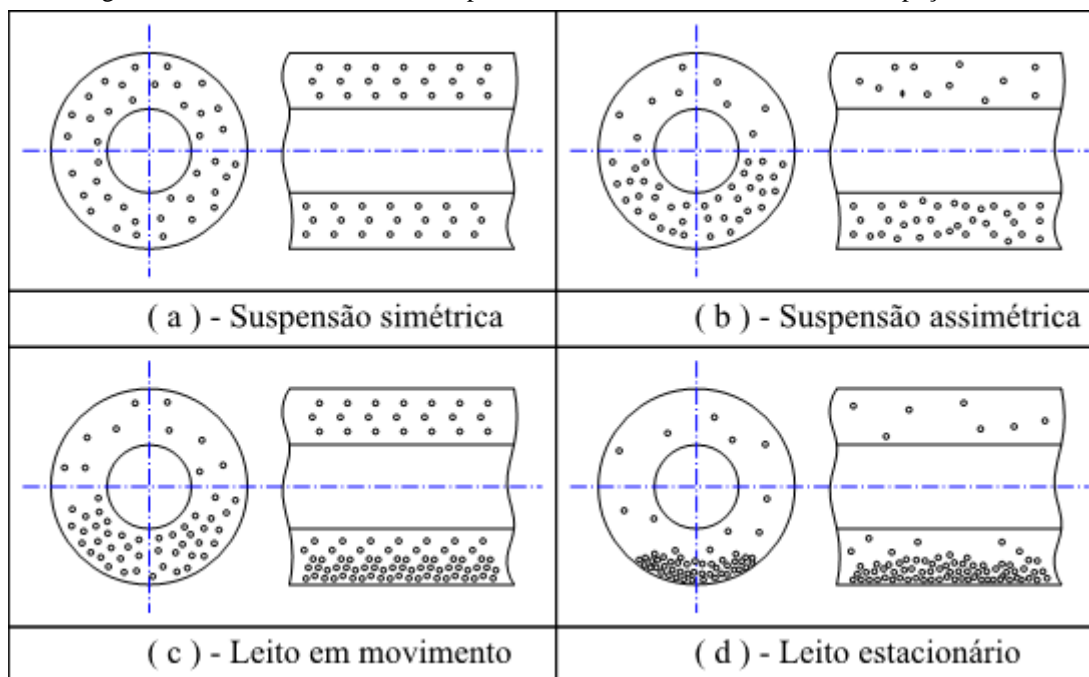 ( a ) - Suspensão simétrica
( b ) - Suspensão assimétrica
( c ) - Leito em movimento
( d ) - Leito estacionário